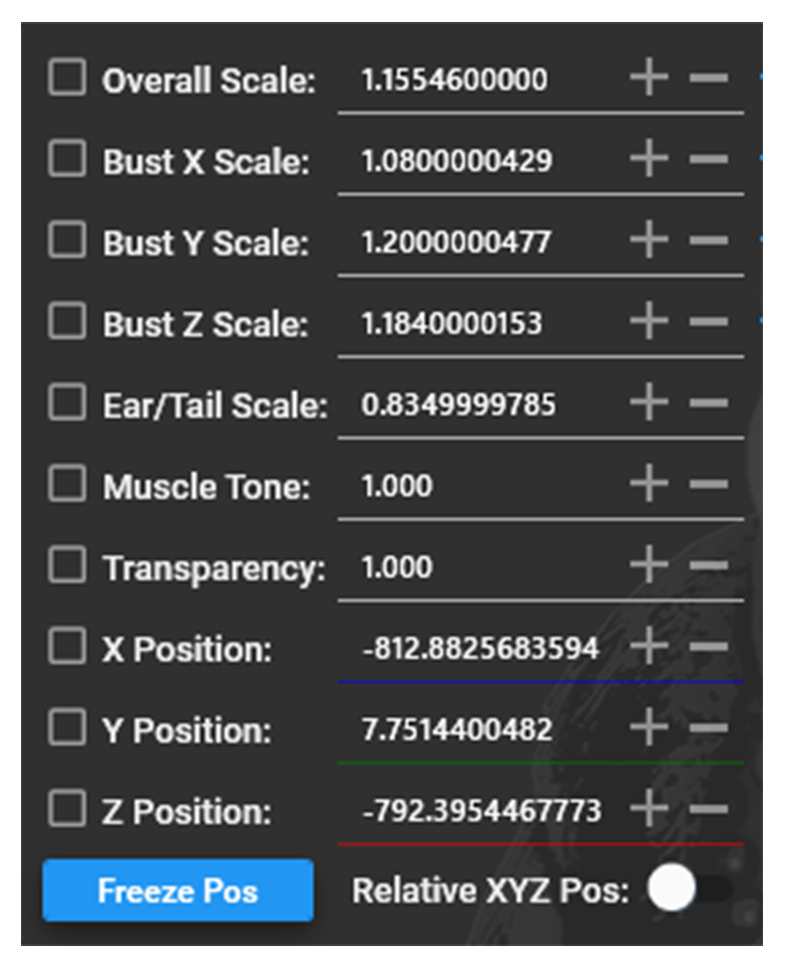 Overall Scale: 1.1554600000
Bust X Scale: 1.0800000429
Bust Y Scale: 1.2000000477
Bust Z Scale: 1.1840000153
Ear/Tail Scale: 0.8349999785
Muscle Tone: 1.000
Transparency: 1.000
X Position: -812.8825683594
Y Position: 7.7514400482
Z Position: -792.3954467773
Freeze Pos Relative XYZ Pos: